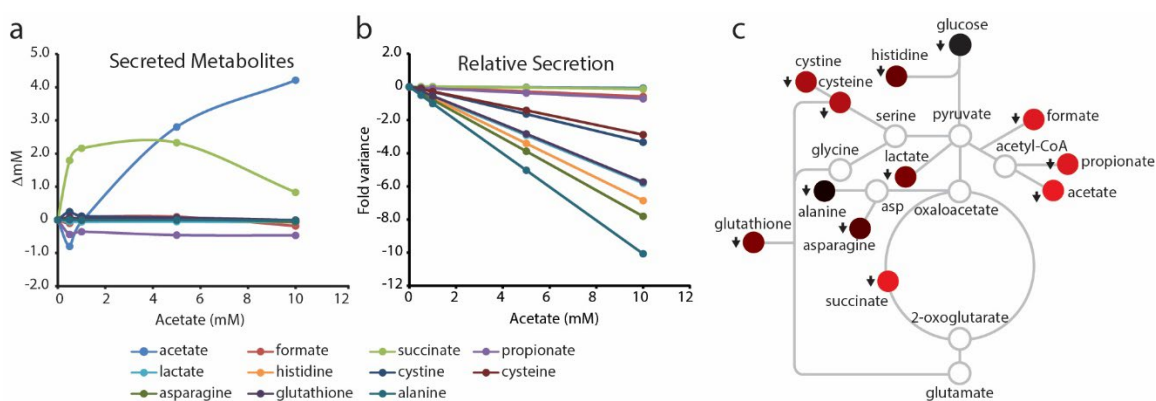 a
Secreted Metabolites
5.0
4.0
3.0
2.0
1.0
0
-1.0
-2.0
ΔmM
0 2 4 6 8 10 12
Acetate (mM)
b
Relative Secretion
2.0
0
-2.0
-4.0
-6.0
-8.0
-10
-12
Fold variance
0 2 4 6 8 10 12
Acetate (mM)
acetate formate succinate propionate
lactate histidine cystine cysteine
asparagine glutathione alanine
c
glucose
histidine
cystine
cysteine
serine
pyruvate
formate
acetyl-CoA
propionate
glycine
lactate
acetate
alanine
asp
oxaloacetate
glutathione
asparagine
succinate
2-oxoglutarate
glutamate